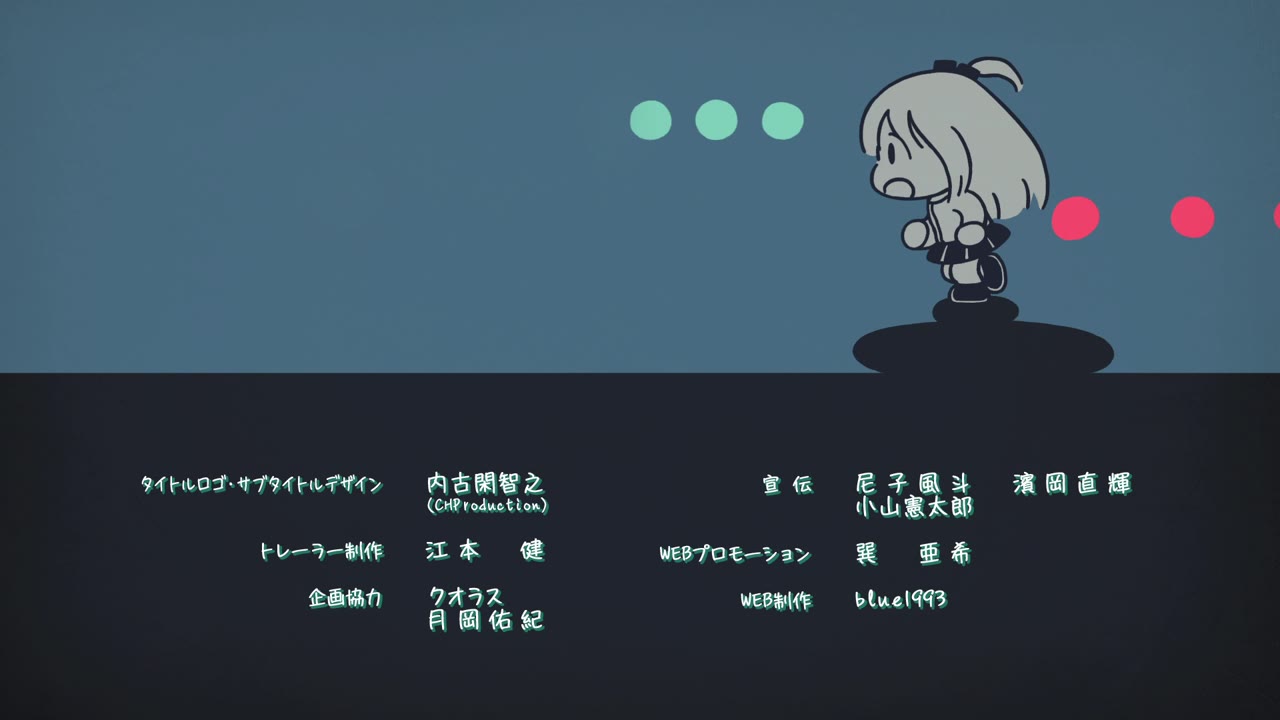 タイトルロゴ・サブタイトルデザイン 内古閑智之
(CHProduction)
トレーラー制作 江本 健
企画協力 クオラス
月岡佑紀
宣伝 尼子風斗 濱岡直輝
小山憲太郎
WEBプロモーション 巽 亜希
WEB制作 blue1993